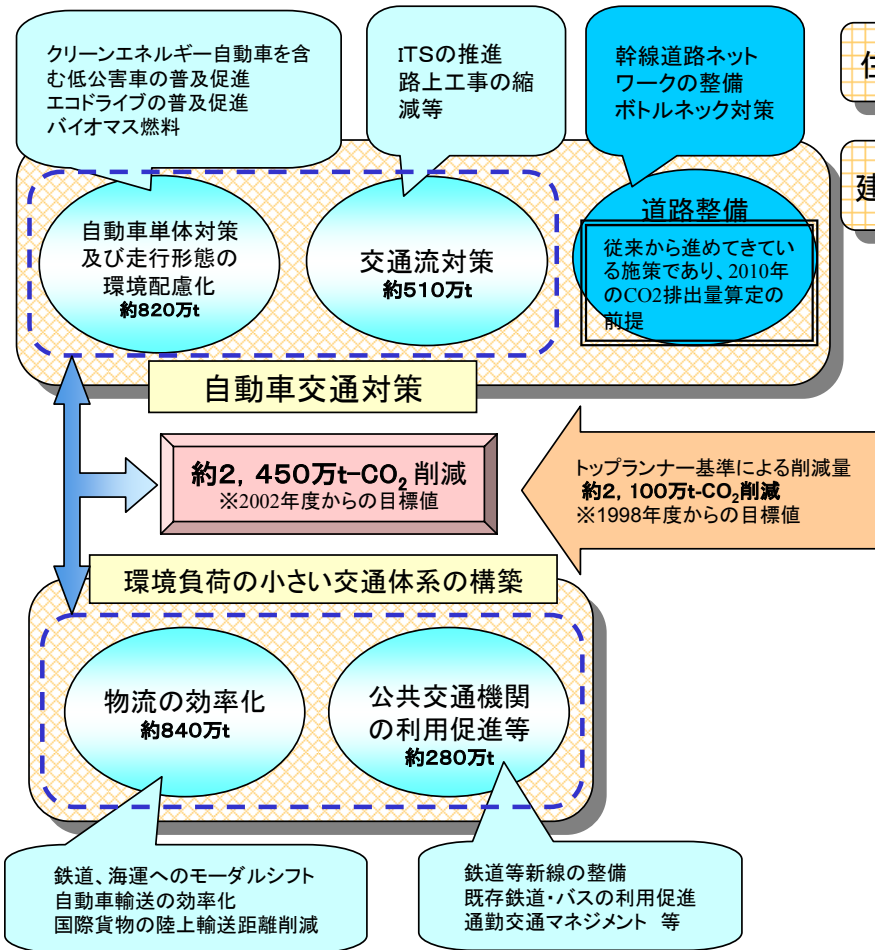 クリーンエネルギー自動車を含
む低公害車の普及促進
エコドライブの普及促進
バイオマス燃料
ITSの推進
路上工事の縮
減等
幹線道路ネット
ワークの整備
ボトルネック対策
住
建
自動車単体対策
及び走行形態の
環境配慮化
約820万t
交通流対策
約510万t
道路整備
従来から進めてきてい
る施策であり、2010年
のCO2排出量算定の
前提
自動車交通対策
約2,450万t-CO₂削減
※2002年度からの目標値
トップランナー基準による削減量
約2,100万t-CO₂削減
※1998年度からの目標値
環境負荷の小さい交通体系の構築
物流の効率化
約840万t
公共交通機関
の利用促進等
約280万t
鉄道、海運へのモーダルシフト
自動車輸送の効率化
国際貨物の陸上輸送距離削減
鉄道等新線の整備
既存鉄道・バスの利用促進
通勤交通マネジメント 等